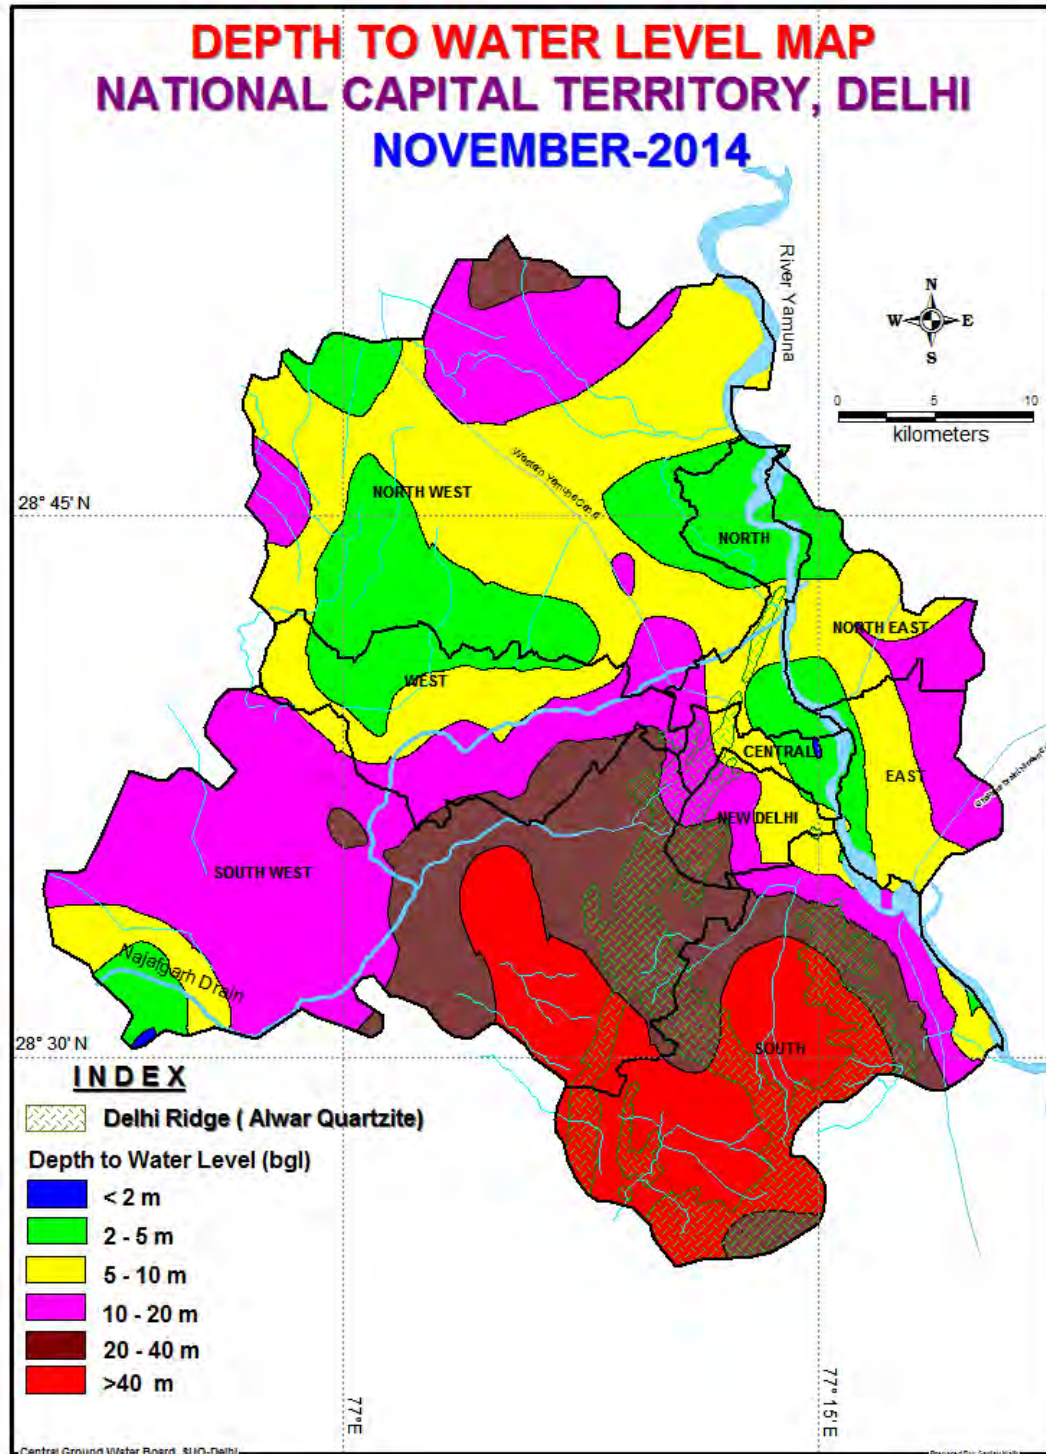 DEPTH TO WATER LEVEL MAP
NATIONAL CAPITAL TERRITORY, DELHI
NOVEMBER-2014
River Yamuna
N
W E
S
0 5 10
kilometers
28° 45' N
NORTH WEST
NORTH
NORTH EAST
WEST
CENTRAL
EAST
NEW DELHI
SOUTH WEST
Najafgarh Drain
SOUTH
28° 30' N
INDEX
Delhi Ridge ( Alwar Quartzite)
Depth to Water Level (bgl)
< 2 m
2 - 5 m
5 - 10 m
10 - 20 m
20 - 40 m
>40 m
77°E
77° 15' E
Central Ground Water Board, SUO-Delhi